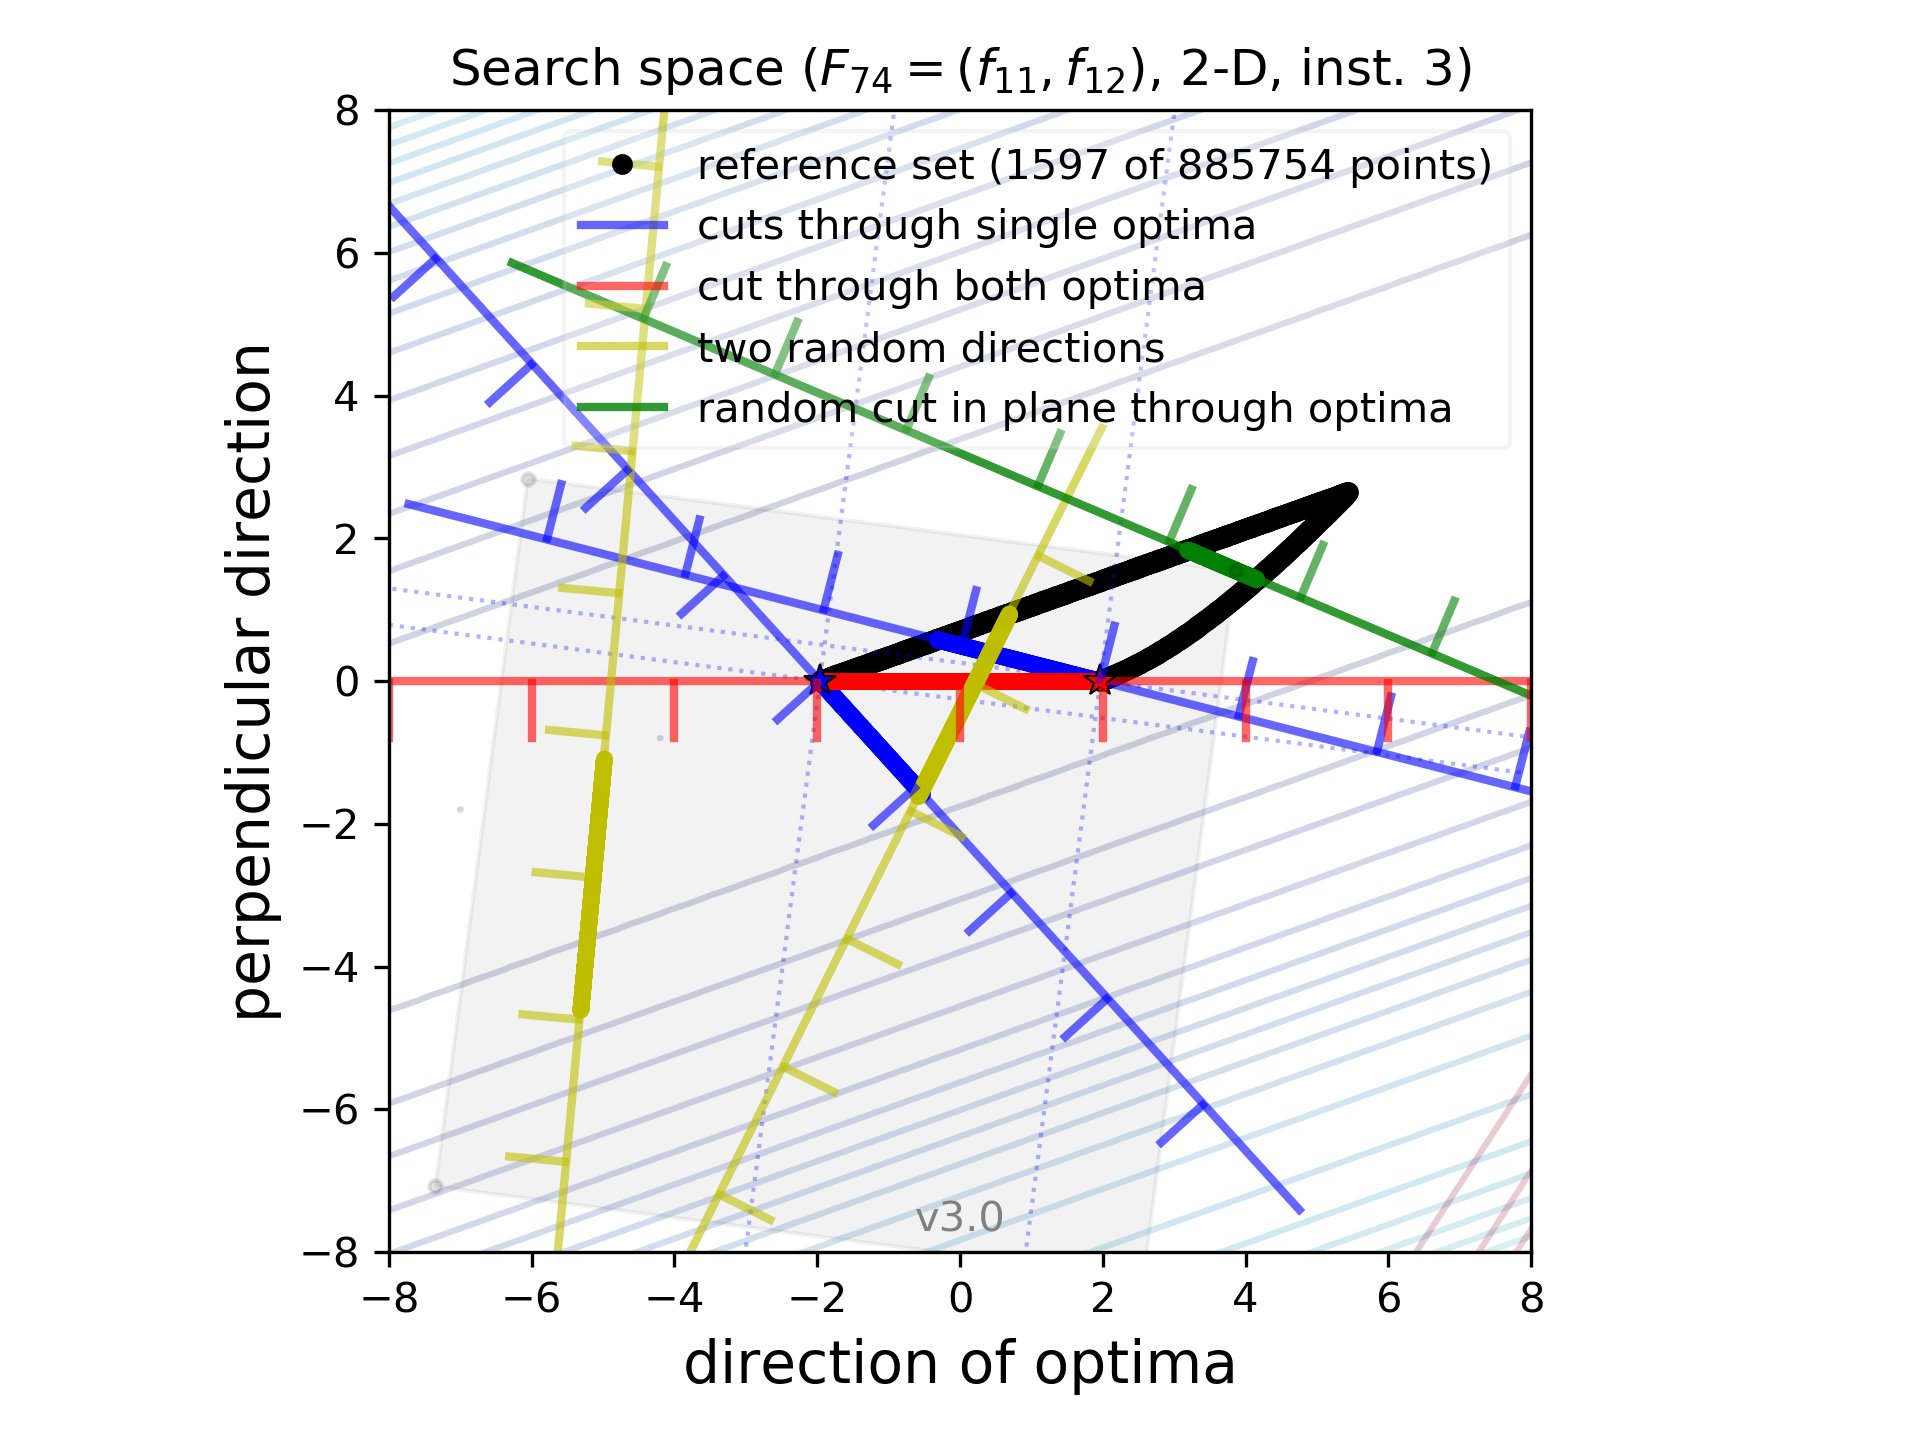 Search space (F74 = (f11, f12), 2-D, inst. 3)
8
6
4
2
0
−2
−4
−6
−8
perpendicular direction
reference set (1597 of 885754 points)
cuts through single optima
cut through both optima
two random directions
random cut in plane through optima
v3.0
−8 −6 −4 −2 0 2 4 6 8
direction of optima